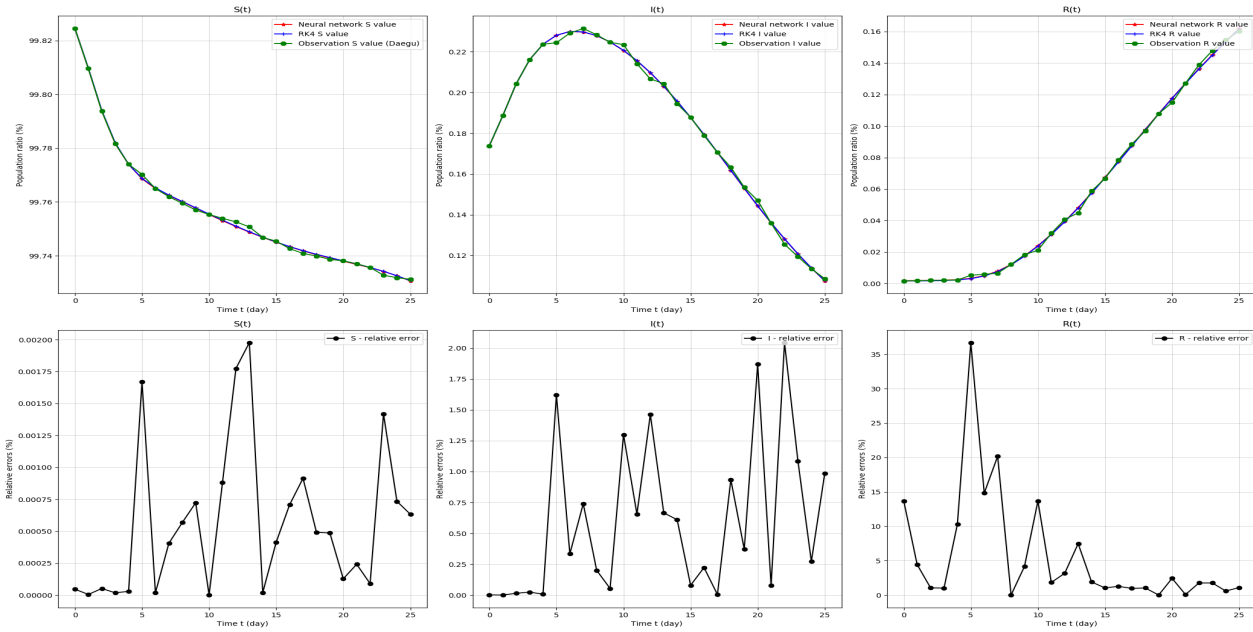 S(t)
Neural network S value
RK4 S value
Observation S value (Daegu)
Population ratio (%)
99.82
99.80
99.78
99.76
99.74
0
5
10
15
20
25
Time t (day)
I(t)
Neural network I value
RK4 I value
Observation I value
Population ratio (%)
0.22
0.20
0.18
0.16
0.14
0.12
0
5
10
15
20
25
Time t (day)
R(t)
Neural network R value
RK4 R value
Observation R value
Population ratio (%)
0.16
0.14
0.12
0.10
0.08
0.06
0.04
0.02
0.00
0
5
10
15
20
25
Time t (day)
S(t)
S - relative error
Relative errors (%)
0.00200
0.00175
0.00150
0.00125
0.00100
0.00075
0.00050
0.00025
0.00000
0
5
10
15
20
25
Time t (day)
I(t)
I - relative error
Relative errors (%)
2.00
1.75
1.50
1.25
1.00
0.75
0.50
0.25
0.00
0
5
10
15
20
25
Time t (day)
R(t)
R - relative error
Relative errors (%)
35
30
25
20
15
10
5
0
0
5
10
15
20
25
Time t (day)